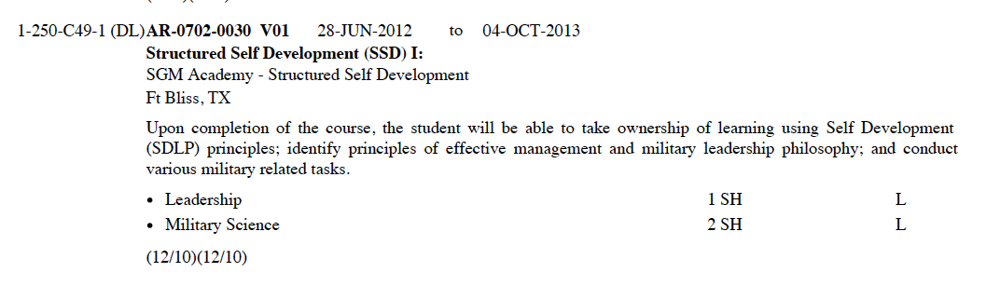 1-250-C49-1 (DL) AR-0702-0030 V01 28-JUN-2012 to 04-OCT-2013
Structured Self Development (SSD) I:
SGM Academy - Structured Self Development
Ft Bliss, TX
Upon completion of the course, the student will be able to take ownership of learning using Self Development
(SDLP) principles; identify principles of effective management and military leadership philosophy; and conduct
various military related tasks.
• Leadership 1 SH L
• Military Science 2 SH L
(12/10)(12/10)